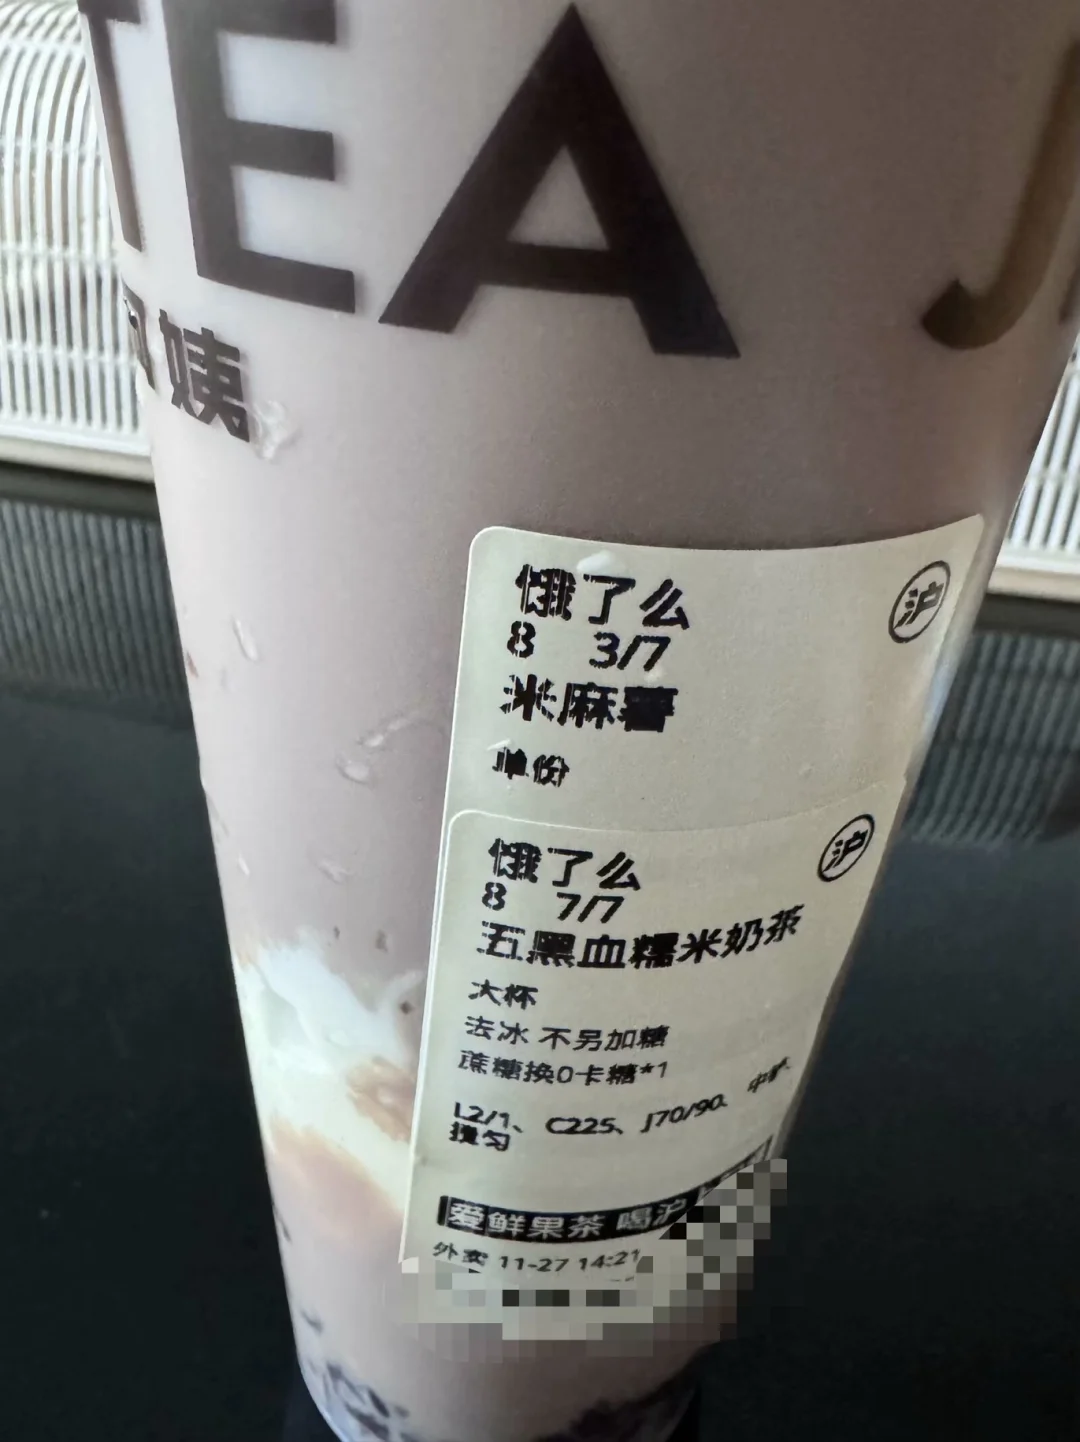 TEA J
阿姨
饿了么
沪
8 3/7
米麻薯
单份
饿了么
沪
8 7/7
五黑血糯米奶茶
大杯
去冰 不另加糖
蔗糖换0卡糖*1
L2/1、 C225、 J70/90、
搅匀
爱鲜果茶 喝沪
外卖 11-27 14:21